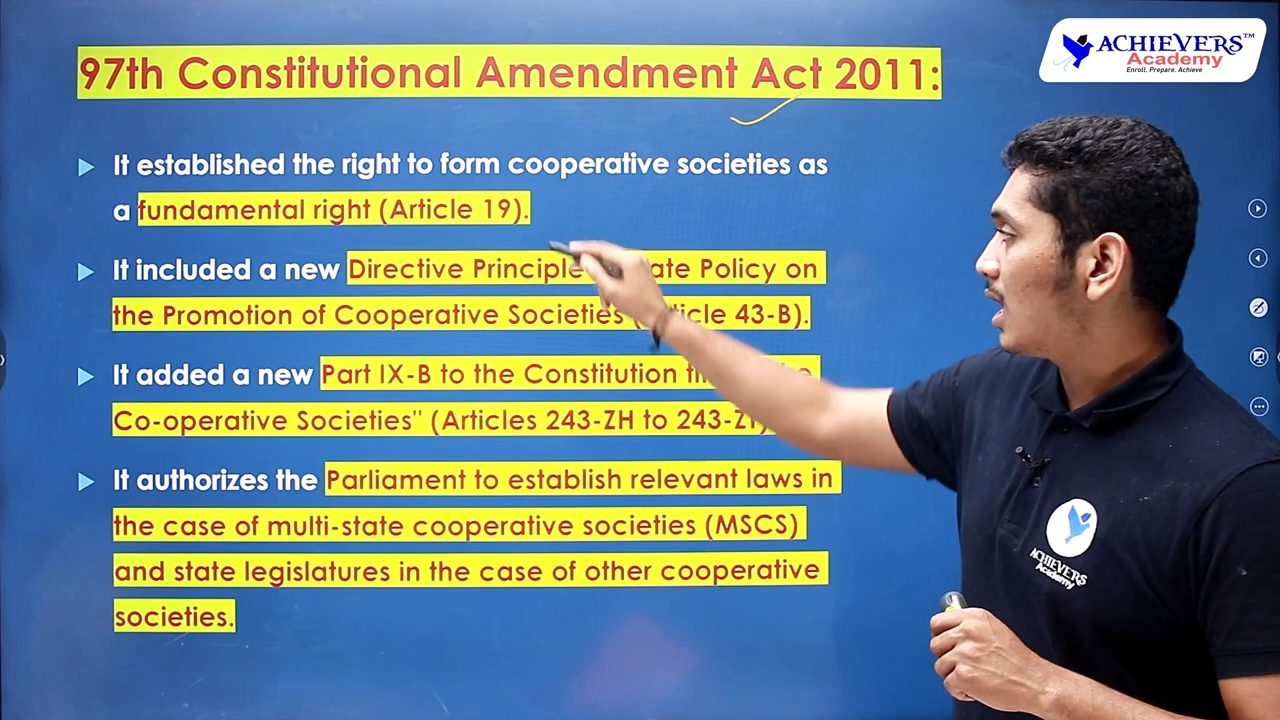 ACHIEVERS™
Academy
Enroll. Prepare. Achieve
97th Constitutional Amendment Act 2011:
It established the right to form cooperative societies as
a fundamental right (Article 19).
It included a new Directive Principle ate Policy on
the Promotion of Cooperative Societies ( icle 43-B).
It added a new Part IX-B to the Constitution
Co-operative Societies" (Articles 243-ZH to
It authorizes the Parliament to establish relevant laws in
the case of multi-state cooperative societies (MSCS)
and state legislatures in the case of other cooperative
societies.
ACHIEVERS
Academy